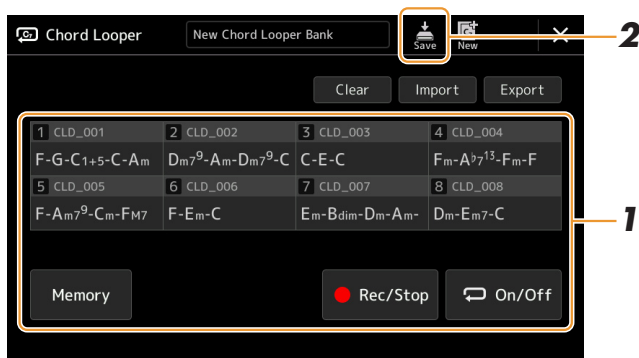 Chord Looper New Chord Looper Bank Save New 2
Clear Import Export
1 CLD_001 2 CLD_002 3 CLD_003 4 CLD_004
F-G-C1+5-C-Am Dm7⁹-Am-Dm7⁹-C C-E-C Fm-A♭7¹³-Fm-F
5 CLD_005 6 CLD_006 7 CLD_007 8 CLD_008
F-Am7⁹-Cm-FM7 F-Em-C Em-Bdim-Dm-Am- Dm-Em7-C
1
Memory Rec/Stop On/Off